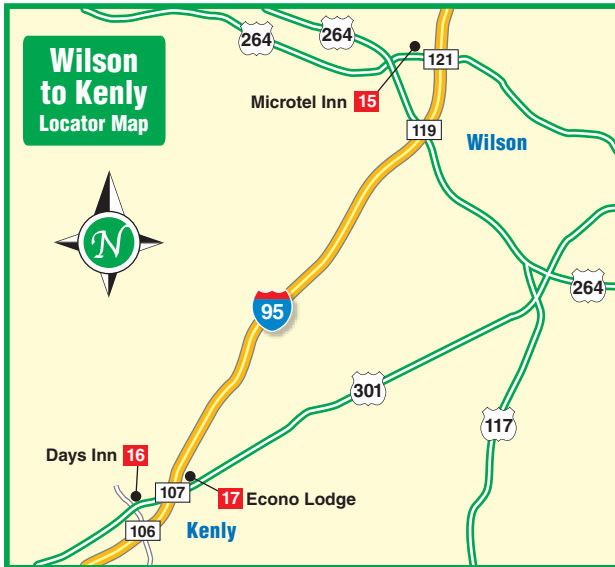 Wilson
to Kenly
Locator Map
264
264
121
Microtel Inn 15
119
Wilson
N
264
95
301
117
Days Inn 16
107
17 Econo Lodge
106
Kenly